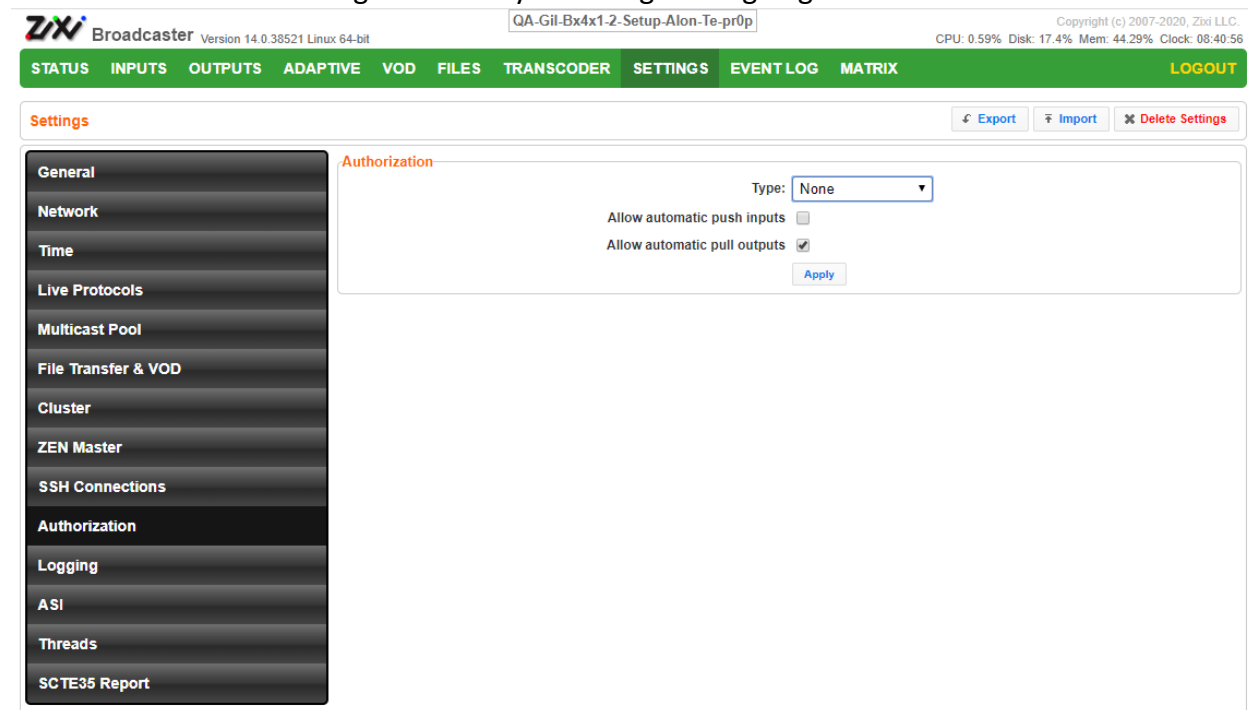 QA-Gil-Bx4x1-2-Setup-Alon-Te-pr0p
Copyright (c) 2007-2020, Zixi LLC.
ZiXi Broadcaster Version 14.0.38521 Linux 64-bit
CPU: 0.59% Disk: 17.4% Mem: 44.29% Clock: 08:40:56
STATUS INPUTS OUTPUTS ADAPTIVE VOD FILES TRANSCODER SETTINGS EVENT LOG MATRIX LOGOUT
Settings Export Import Delete Settings
General
Network
Time
Live Protocols
Multicast Pool
File Transfer & VOD
Cluster
ZEN Master
SSH Connections
Authorization
Logging
ASI
Threads
SCTE35 Report
Authorization
Type: None
Allow automatic push inputs
Allow automatic pull outputs
Apply